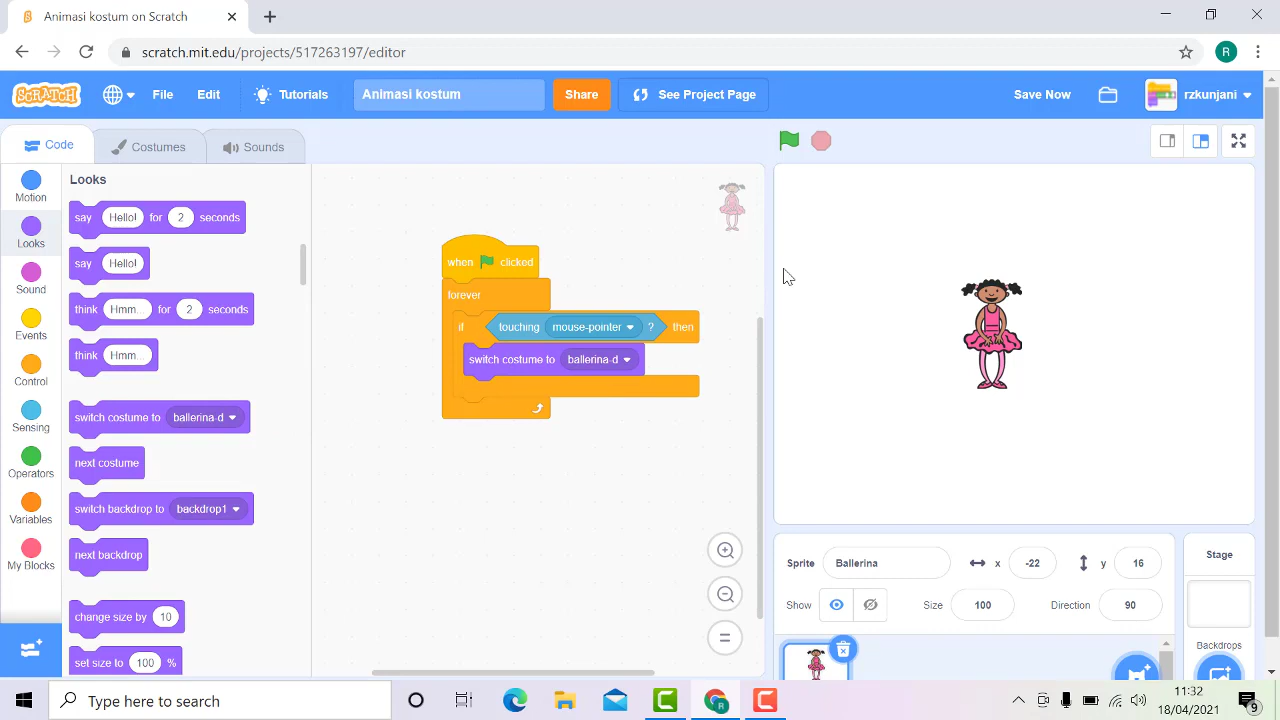 Animasi kostum on Scratch
scratch.mit.edu/projects/517263197/editor
R
SCRATCH
File
Edit
Tutorials
Animasi kostum
Share
See Project Page
Save Now
rzkunjani
Code
Costumes
Sounds
Motion
Looks
Sound
Events
Control
Sensing
Operators
Variables
My Blocks
Looks
say Hello! for 2 seconds
say Hello!
think Hmm... for 2 seconds
think Hmm...
switch costume to ballerina-d
next costume
switch backdrop to backdrop1
next backdrop
change size by 10
set size to 100 %
when clicked
forever
if touching mouse-pointer ? then
switch costume to ballerina-d
Sprite Ballerina x -22 y 16
Show Size 100 Direction 90
Stage
Backdrops
Type here to search
R
11:32
18/04/2021
9